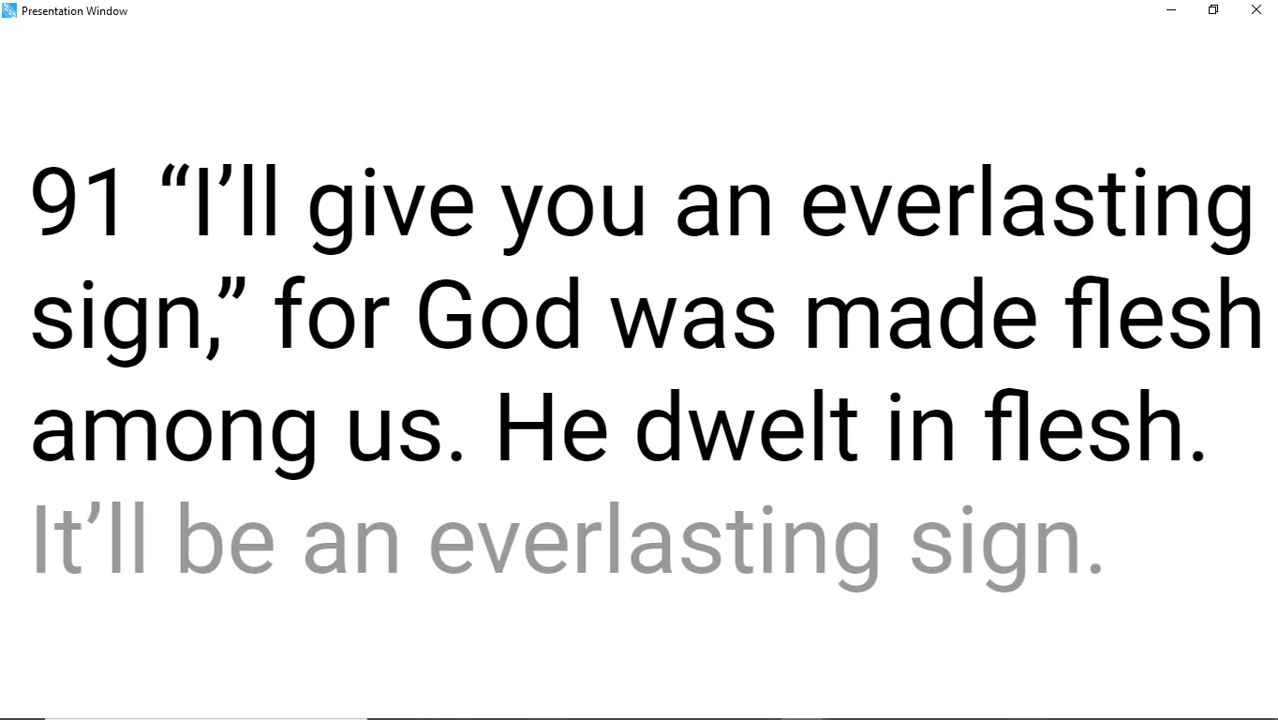 Presentation Window
91 “I’ll give you an everlasting
sign,” for God was made flesh
among us. He dwelt in flesh.
It’ll be an everlasting sign.